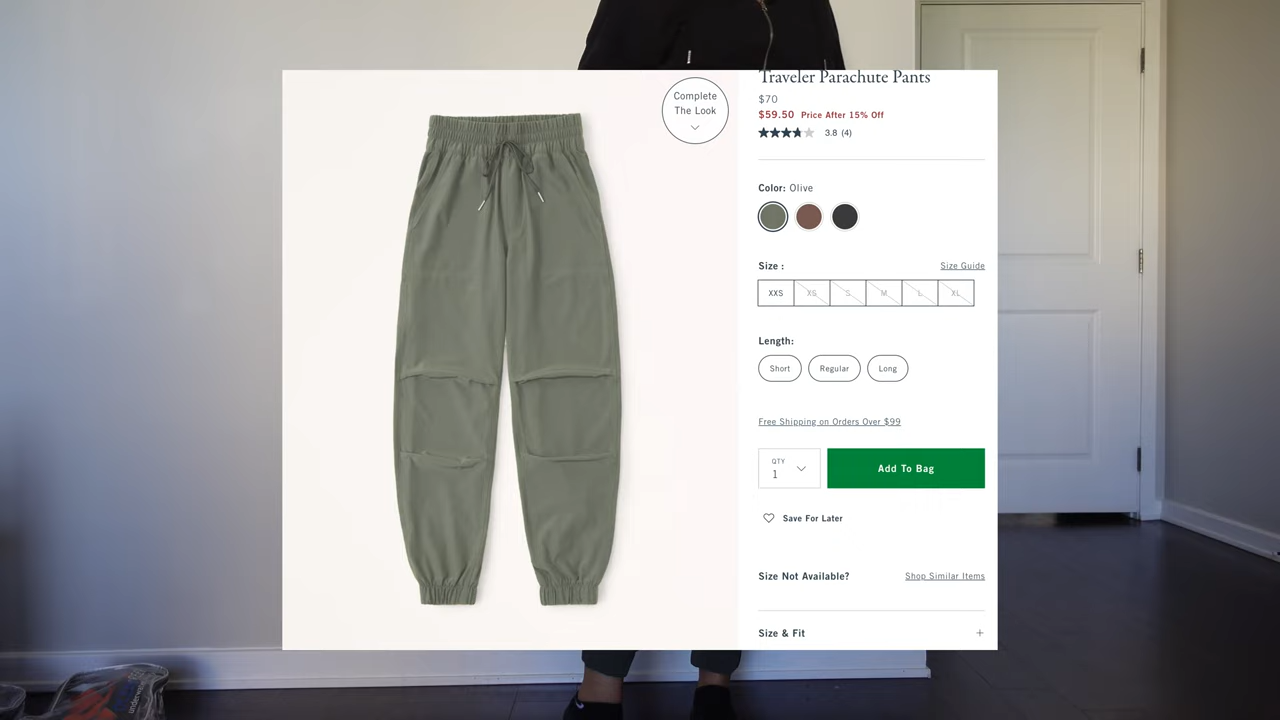 Complete
The Look
Traveler Parachute Pants
$70
$59.50 Price After 15% Off
3.8 (4)
Color: Olive
Size :
Size Guide
XXS XS S M L XL
Length:
Short Regular Long
Free Shipping on Orders Over $99
QTY
1
Add To Bag
Save For Later
Size Not Available?
Shop Similar Items
Size & Fit +